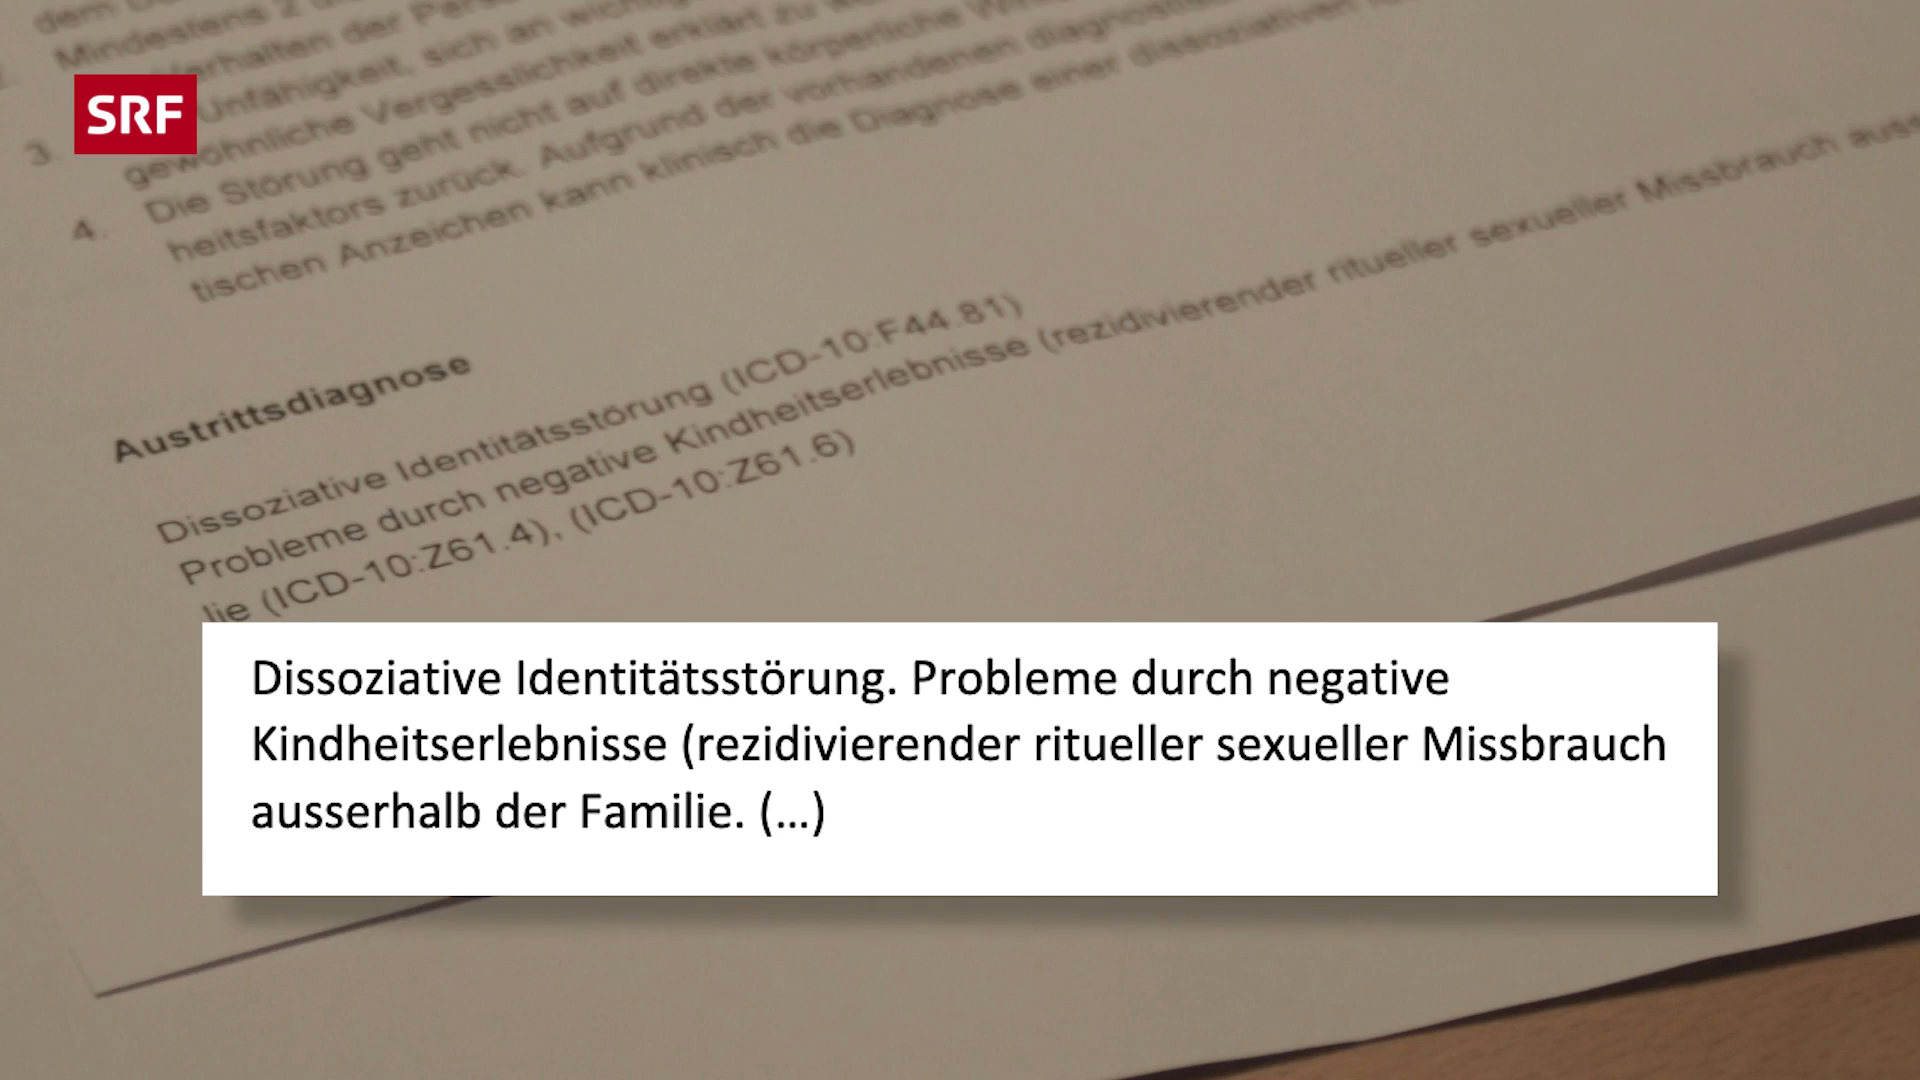 Mindestens 2
Verhalten der
SRF
Unfähigkeit, sich an
3. gewöhnliche Vergesslichkeit erklärt zu
4. Die Störung geht nicht auf direkte körperliche
heitsfaktors zurück. Aufgrund der vorhandenen
tischen Anzeichen kann klinisch die Diagnose einer dissoziativen
Austrittsdiagnose
Dissoziative Identitätsstörung (ICD-10:F44.81)
Probleme durch negative Kindheitserlebnisse (rezidivierender ritueller sexueller Missbrauch auss
lie (ICD-10:Z61.4), (ICD-10:Z61.6)
Dissoziative Identitätsstörung. Probleme durch negative
Kindheitserlebnisse (rezidivierender ritueller sexueller Missbrauch
ausserhalb der Familie. (...)